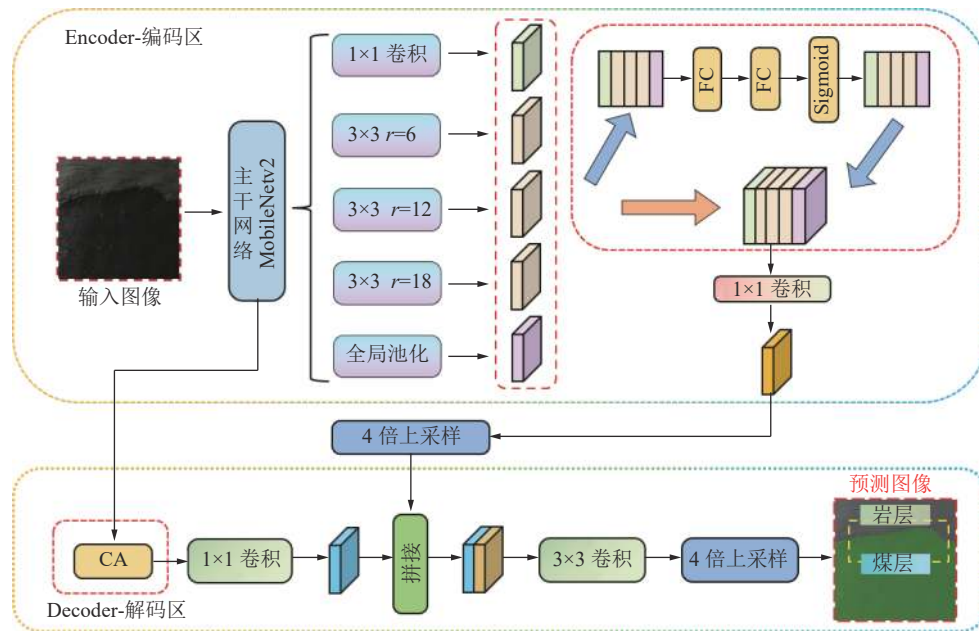 Encoder-编码区
输入图像
主干网络
MobileNetv2
1×1 卷积
3×3 r=6
3×3 r=12
3×3 r=18
全局池化
FC
FC
Sigmoid
1×1 卷积
4 倍上采样
CA
1×1 卷积
拼接
3×3 卷积
4 倍上采样
预测图像
岩层
煤层
Decoder-解码区